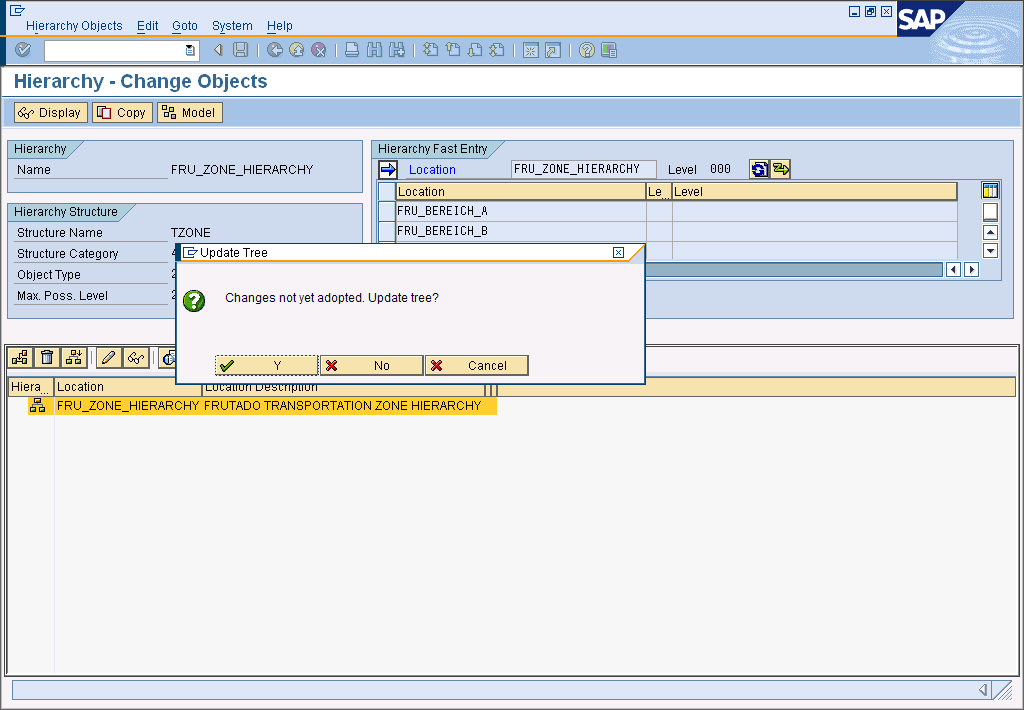 Hierarchy Objects Edit Goto System Help
SAP
Hierarchy - Change Objects
Display Copy Model
Hierarchy
Name FRU_ZONE_HIERARCHY
Hierarchy Structure
Structure Name TZONE
Structure Category
Object Type
Max. Poss. Level
Hierarchy Fast Entry
Location FRU_ZONE_HIERARCHY Level 000
Location Le... Level
FRU_BEREICH_A
FRU_BEREICH_B
Update Tree
Changes not yet adopted. Update tree?
Y No Cancel
Hiera... Location Location Description
FRU_ZONE_HIERARCHY FRUTADO TRANSPORTATION ZONE HIERARCHY